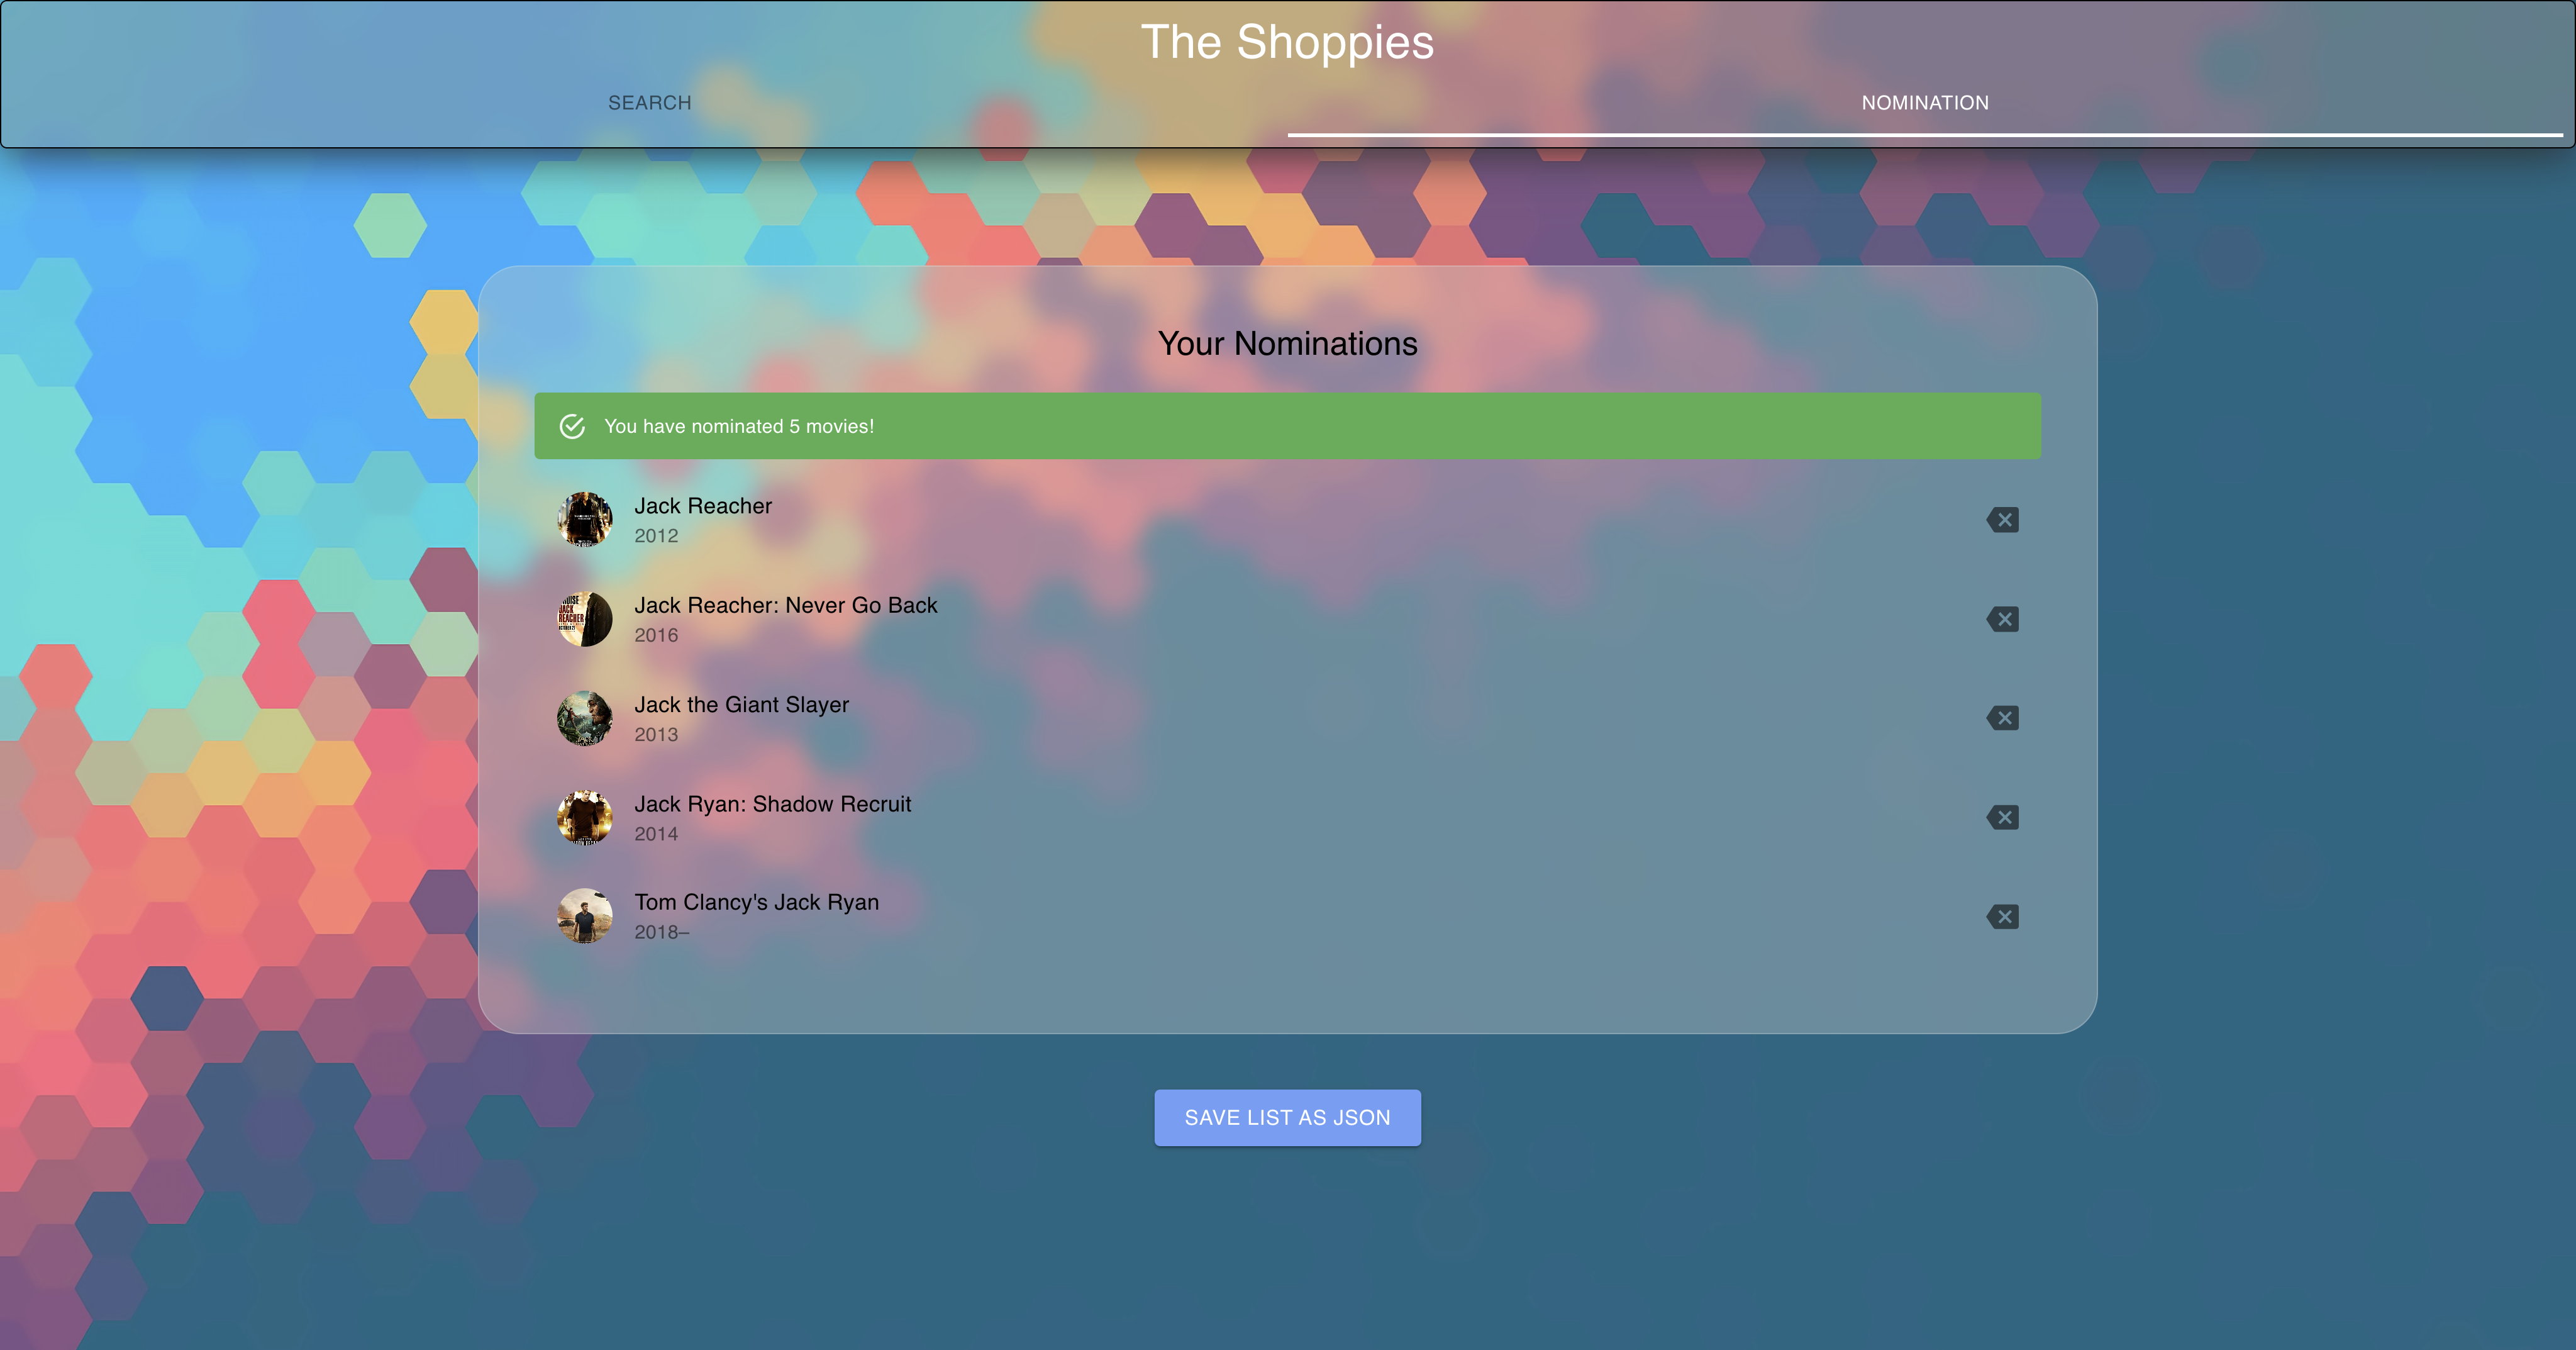 The Shoppies
SEARCH
NOMINATION
Your Nominations
You have nominated 5 movies!
Jack Reacher
2012
JACK
REACHER
Jack Reacher: Never Go Back
2016
Jack the Giant Slayer
2013
Jack Ryan: Shadow Recruit
2014
Tom Clancy's Jack Ryan
2018–
SAVE LIST AS JSON